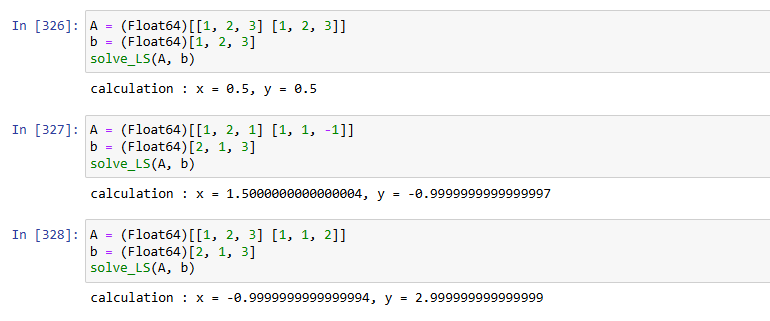 In [326]: A = (Float64)[[1, 2, 3] [1, 2, 3]]
b = (Float64)[1, 2, 3]
solve_LS(A, b)
calculation : x = 0.5, y = 0.5
In [327]: A = (Float64)[[1, 2, 1] [1, 1, -1]]
b = (Float64)[2, 1, 3]
solve_LS(A, b)
calculation : x = 1.5000000000000004, y = -0.9999999999999997
In [328]: A = (Float64)[[1, 2, 3] [1, 1, 2]]
b = (Float64)[2, 1, 3]
solve_LS(A, b)
calculation : x = -0.9999999999999994, y = 2.999999999999999